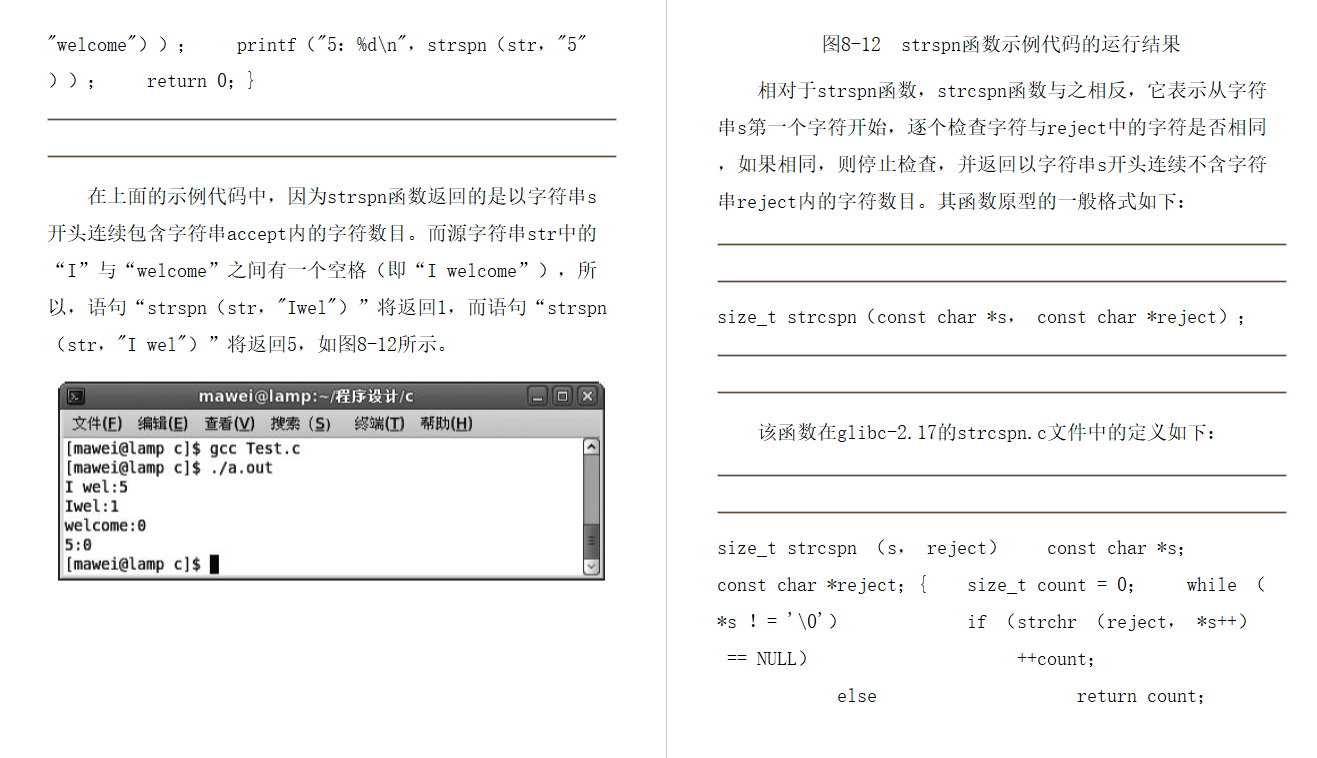 "welcome")); printf("5: %d\n", strspn(str, "5"
)); return 0; }
在上面的示例代码中，因为strspn函数返回的是以字符串s
开头连续包含字符串accept内的字符数目。而源字符串str中的
“I”与“welcome”之间有一个空格（即“I welcome”），所
以，语句“strspn（str，"Iwel"）”将返回1，而语句“strspn
（str，"I wel"）”将返回5，如图8-12所示。
mawei@lamp:~/程序设计/c
文件(F) 编辑(E) 查看(V) 搜索（S） 终端(T) 帮助(H)
[mawei@lamp c]$ gcc Test.c
[mawei@lamp c]$ ./a.out
I wel:5
Iwel:1
welcome:0
5:0
[mawei@lamp c]$
图8-12 strspn函数示例代码的运行结果
相对于strspn函数，strcspn函数与之相反，它表示从字符
串s第一个字符开始，逐个检查字符与reject中的字符是否相同
，如果相同，则停止检查，并返回以字符串s开头连续不含字符
串reject内的字符数目。其函数原型的一般格式如下：
size_t strcspn（const char *s， const char *reject）；
该函数在glibc-2.17的strcspn.c文件中的定义如下：
size_t strcspn （s， reject） const char *s；
const char *reject；{ size_t count = 0； while （
*s ！= '\0'） if （strchr （reject， *s++）
== NULL） ++count；
else return count；